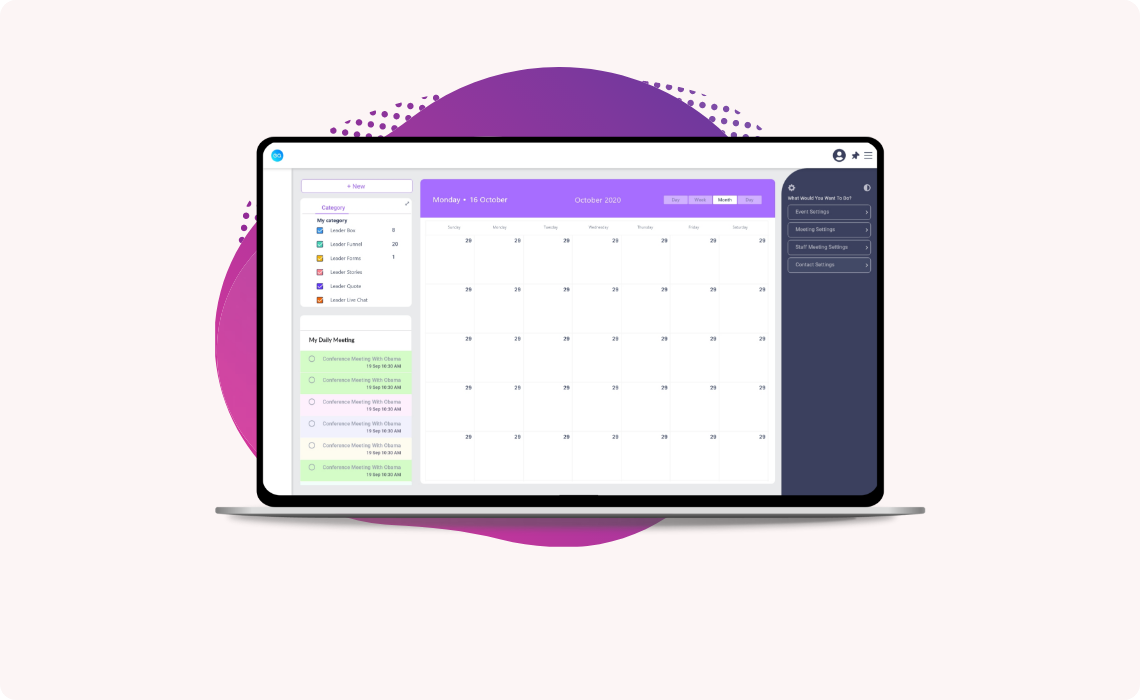 + New
Category
My category
Leader Box 8
Leader Funnel 20
Leader Forms 1
Leader Stories
Leader Quote
Leader Live Chat
My Daily Meeting
Conference Meeting With Obama
19 Sep 10:30 AM
Conference Meeting With Obama
19 Sep 10:30 AM
Conference Meeting With Obama
19 Sep 10:30 AM
Conference Meeting With Obama
19 Sep 10:30 AM
Conference Meeting With Obama
19 Sep 10:30 AM
Conference Meeting With Obama
19 Sep 10:30 AM
Monday • 16 October October 2020 Day Week Month Day
Sunday Monday Tuesday Wednesday Thursday Friday Saturday
29 29 29 29 29 29 29
29 29 29 29 29 29 29
29 29 29 29 29 29 29
29 29 29 29 29 29 29
29 29 29 29 29 29 29
What Would You Want To Do?
Event Settings
Meeting Settings
Staff Meeting Settings
Contact Settings